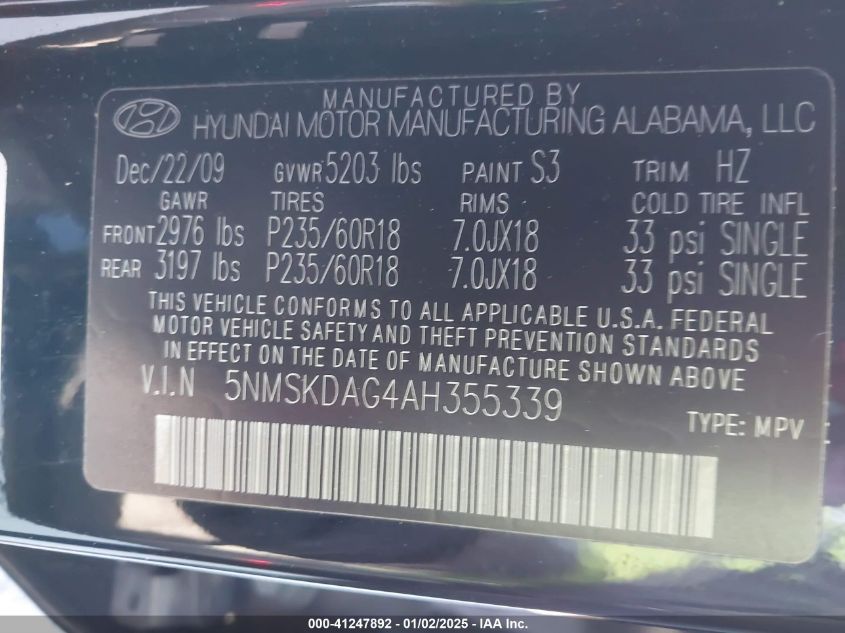 MANUFACTURED BY
HYUNDAI MOTOR MANUFACTURING ALABAMA, LLC
Dec/22/09 GVWR 5203 lbs PAINT S3 TRIM HZ
GAWR TIRES RIMS COLD TIRE INFL
FRONT 2976 lbs P235/60R18 7.0JX18 33 psi SINGLE
REAR 3197 lbs P235/60R18 7.0JX18 33 psi SINGLE
THIS VEHICLE CONFORMS TO ALL APPLICABLE U.S.A. FEDERAL
MOTOR VEHICLE SAFETY AND THEFT PREVENTION STANDARDS
IN EFFECT ON THE DATE OF MANUFACTURE SHOWN ABOVE
V.I.N 5NMSKDAG4AH355339
TYPE: MPV
000-41247892 - 01/02/2025 - IAAI.com